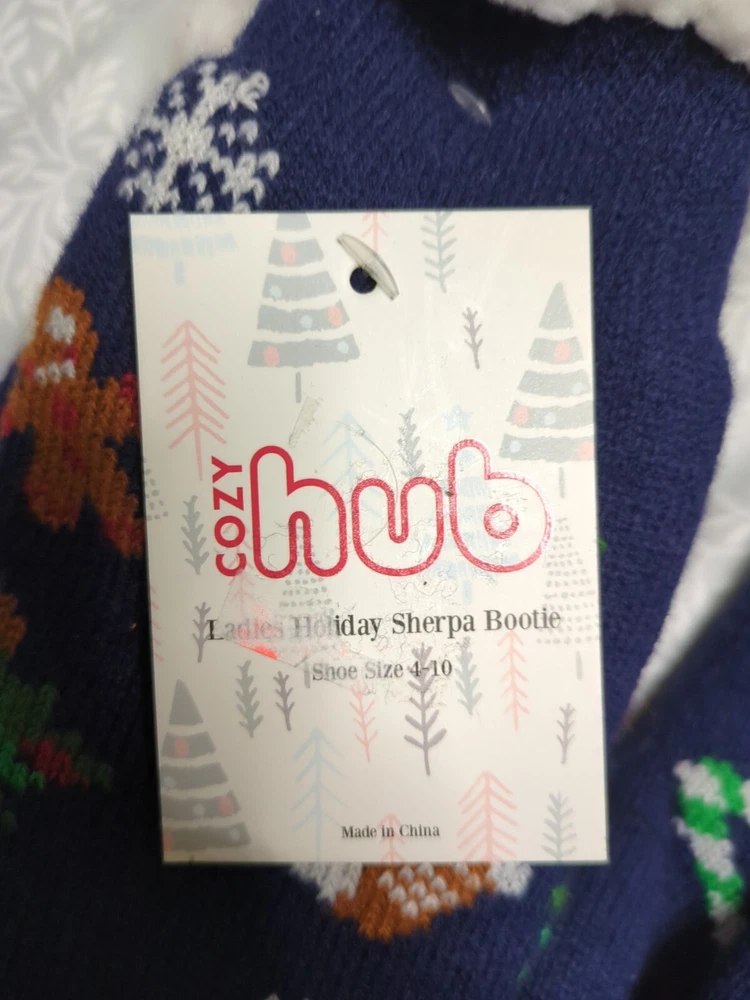 COZY hub
Ladies Holiday Sherpa Bootie
Shoe Size 4-10
Made in China